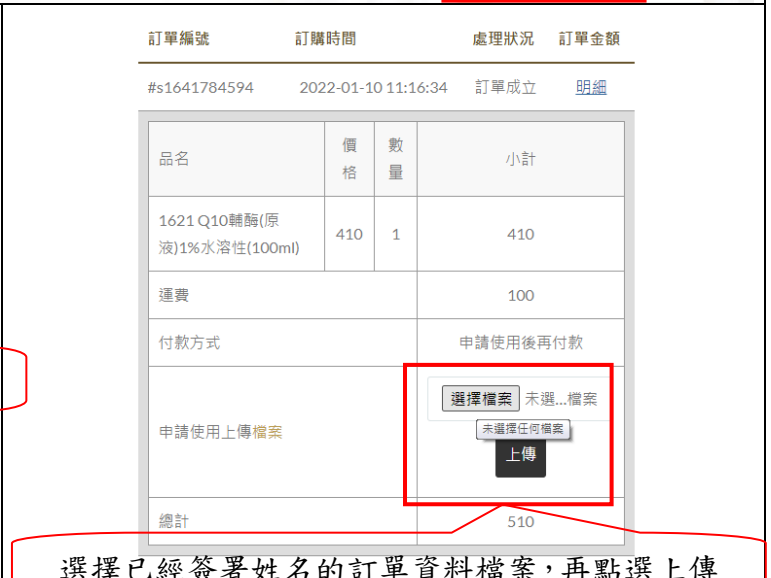 訂單編號 訂購時間 處理狀況 訂單金額
#s1641784594 2022-01-10 11:16:34 訂單成立 明細
品名 價格 數量 小計
1621 Q10輔酶(原
液)1%水溶性(100ml) 410 1 410
運費 100
付款方式 申請使用後再付款
申請使用上傳檔案 選擇檔案 未選...檔案
未選擇任何檔案
上傳
總計 510
選擇已經簽署姓名的訂單資料檔案，再點選上傳